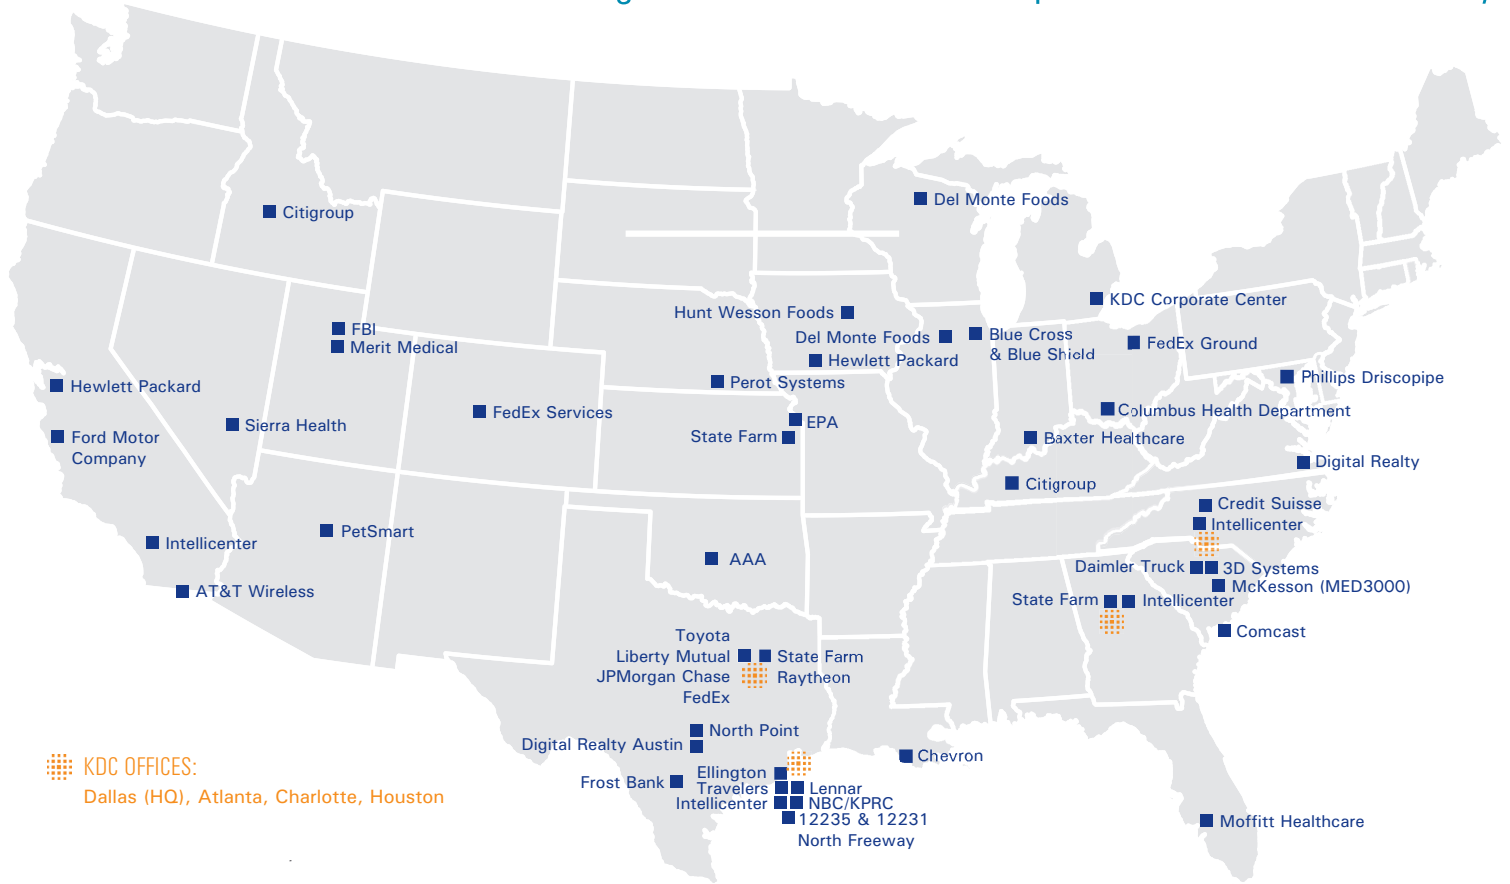 Del Monte Foods
Citigroup
KDC Corporate Center
Hunt Wesson Foods
FBI
Merit Medical
Del Monte Foods
Blue Cross
& Blue Shield
FedEx Ground
Hewlett Packard
Perot Systems
Phillips Driscopipe
Hewlett Packard
FedEx Services
Columbus Health Department
Sierra Health
EPA
State Farm
Ford Motor
Company
Baxter Healthcare
Digital Realty
Citigroup
Credit Suisse
Intellicenter
PetSmart
Intellicenter
AAA
Daimler Truck
3D Systems
McKesson (MED3000)
AT&T Wireless
State Farm
Intellicenter
Comcast
Toyota
Liberty Mutual
JPMorgan Chase
FedEx
State Farm
Raytheon
North Point
Digital Realty Austin
Chevron
Ellington
Frost Bank
Travelers
Lennar
Intellicenter
NBC/KPRC
12235 & 12231
North Freeway
Moffitt Healthcare
KDC OFFICES:
Dallas (HQ), Atlanta, Charlotte, Houston